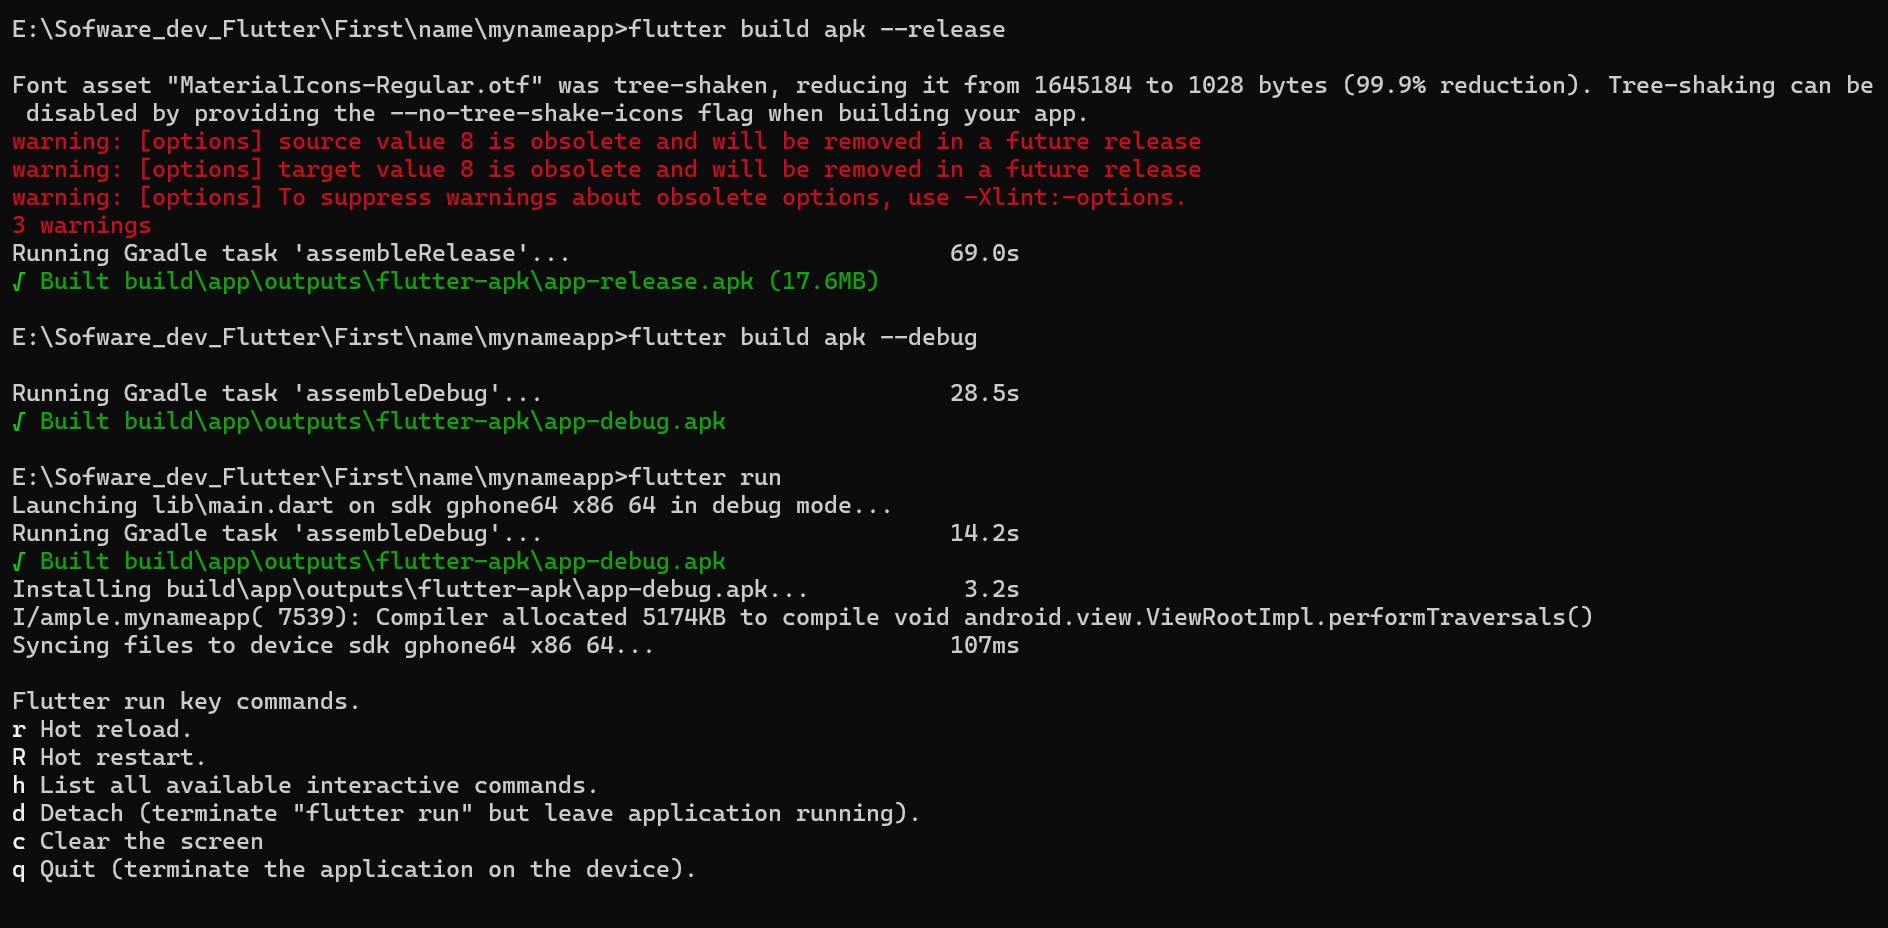 E:\Sofware_dev_Flutter\First\name\mynameapp>flutter build apk --release
Font asset "MaterialIcons-Regular.otf" was tree-shaken, reducing it from 1645184 to 1028 bytes (99.9% reduction). Tree-shaking can be
disabled by providing the --no-tree-shake-icons flag when building your app.
warning: [options] source value 8 is obsolete and will be removed in a future release
warning: [options] target value 8 is obsolete and will be removed in a future release
warning: [options] To suppress warnings about obsolete options, use -Xlint:-options.
3 warnings
Running Gradle task 'assembleRelease'... 69.0s
√ Built build\app\outputs\flutter-apk\app-release.apk (17.6MB)
E:\Sofware_dev_Flutter\First\name\mynameapp>flutter build apk --debug
Running Gradle task 'assembleDebug'... 28.5s
√ Built build\app\outputs\flutter-apk\app-debug.apk
E:\Sofware_dev_Flutter\First\name\mynameapp>flutter run
Launching lib\main.dart on sdk gphone64 x86 64 in debug mode...
Running Gradle task 'assembleDebug'... 14.2s
√ Built build\app\outputs\flutter-apk\app-debug.apk
Installing build\app\outputs\flutter-apk\app-debug.apk... 3.2s
I/ample.mynameapp( 7539): Compiler allocated 5174KB to compile void android.view.ViewRootImpl.performTraversals()
Syncing files to device sdk gphone64 x86 64... 107ms
Flutter run key commands.
r Hot reload.
R Hot restart.
h List all available interactive commands.
d Detach (terminate "flutter run" but leave application running).
c Clear the screen
q Quit (terminate the application on the device).